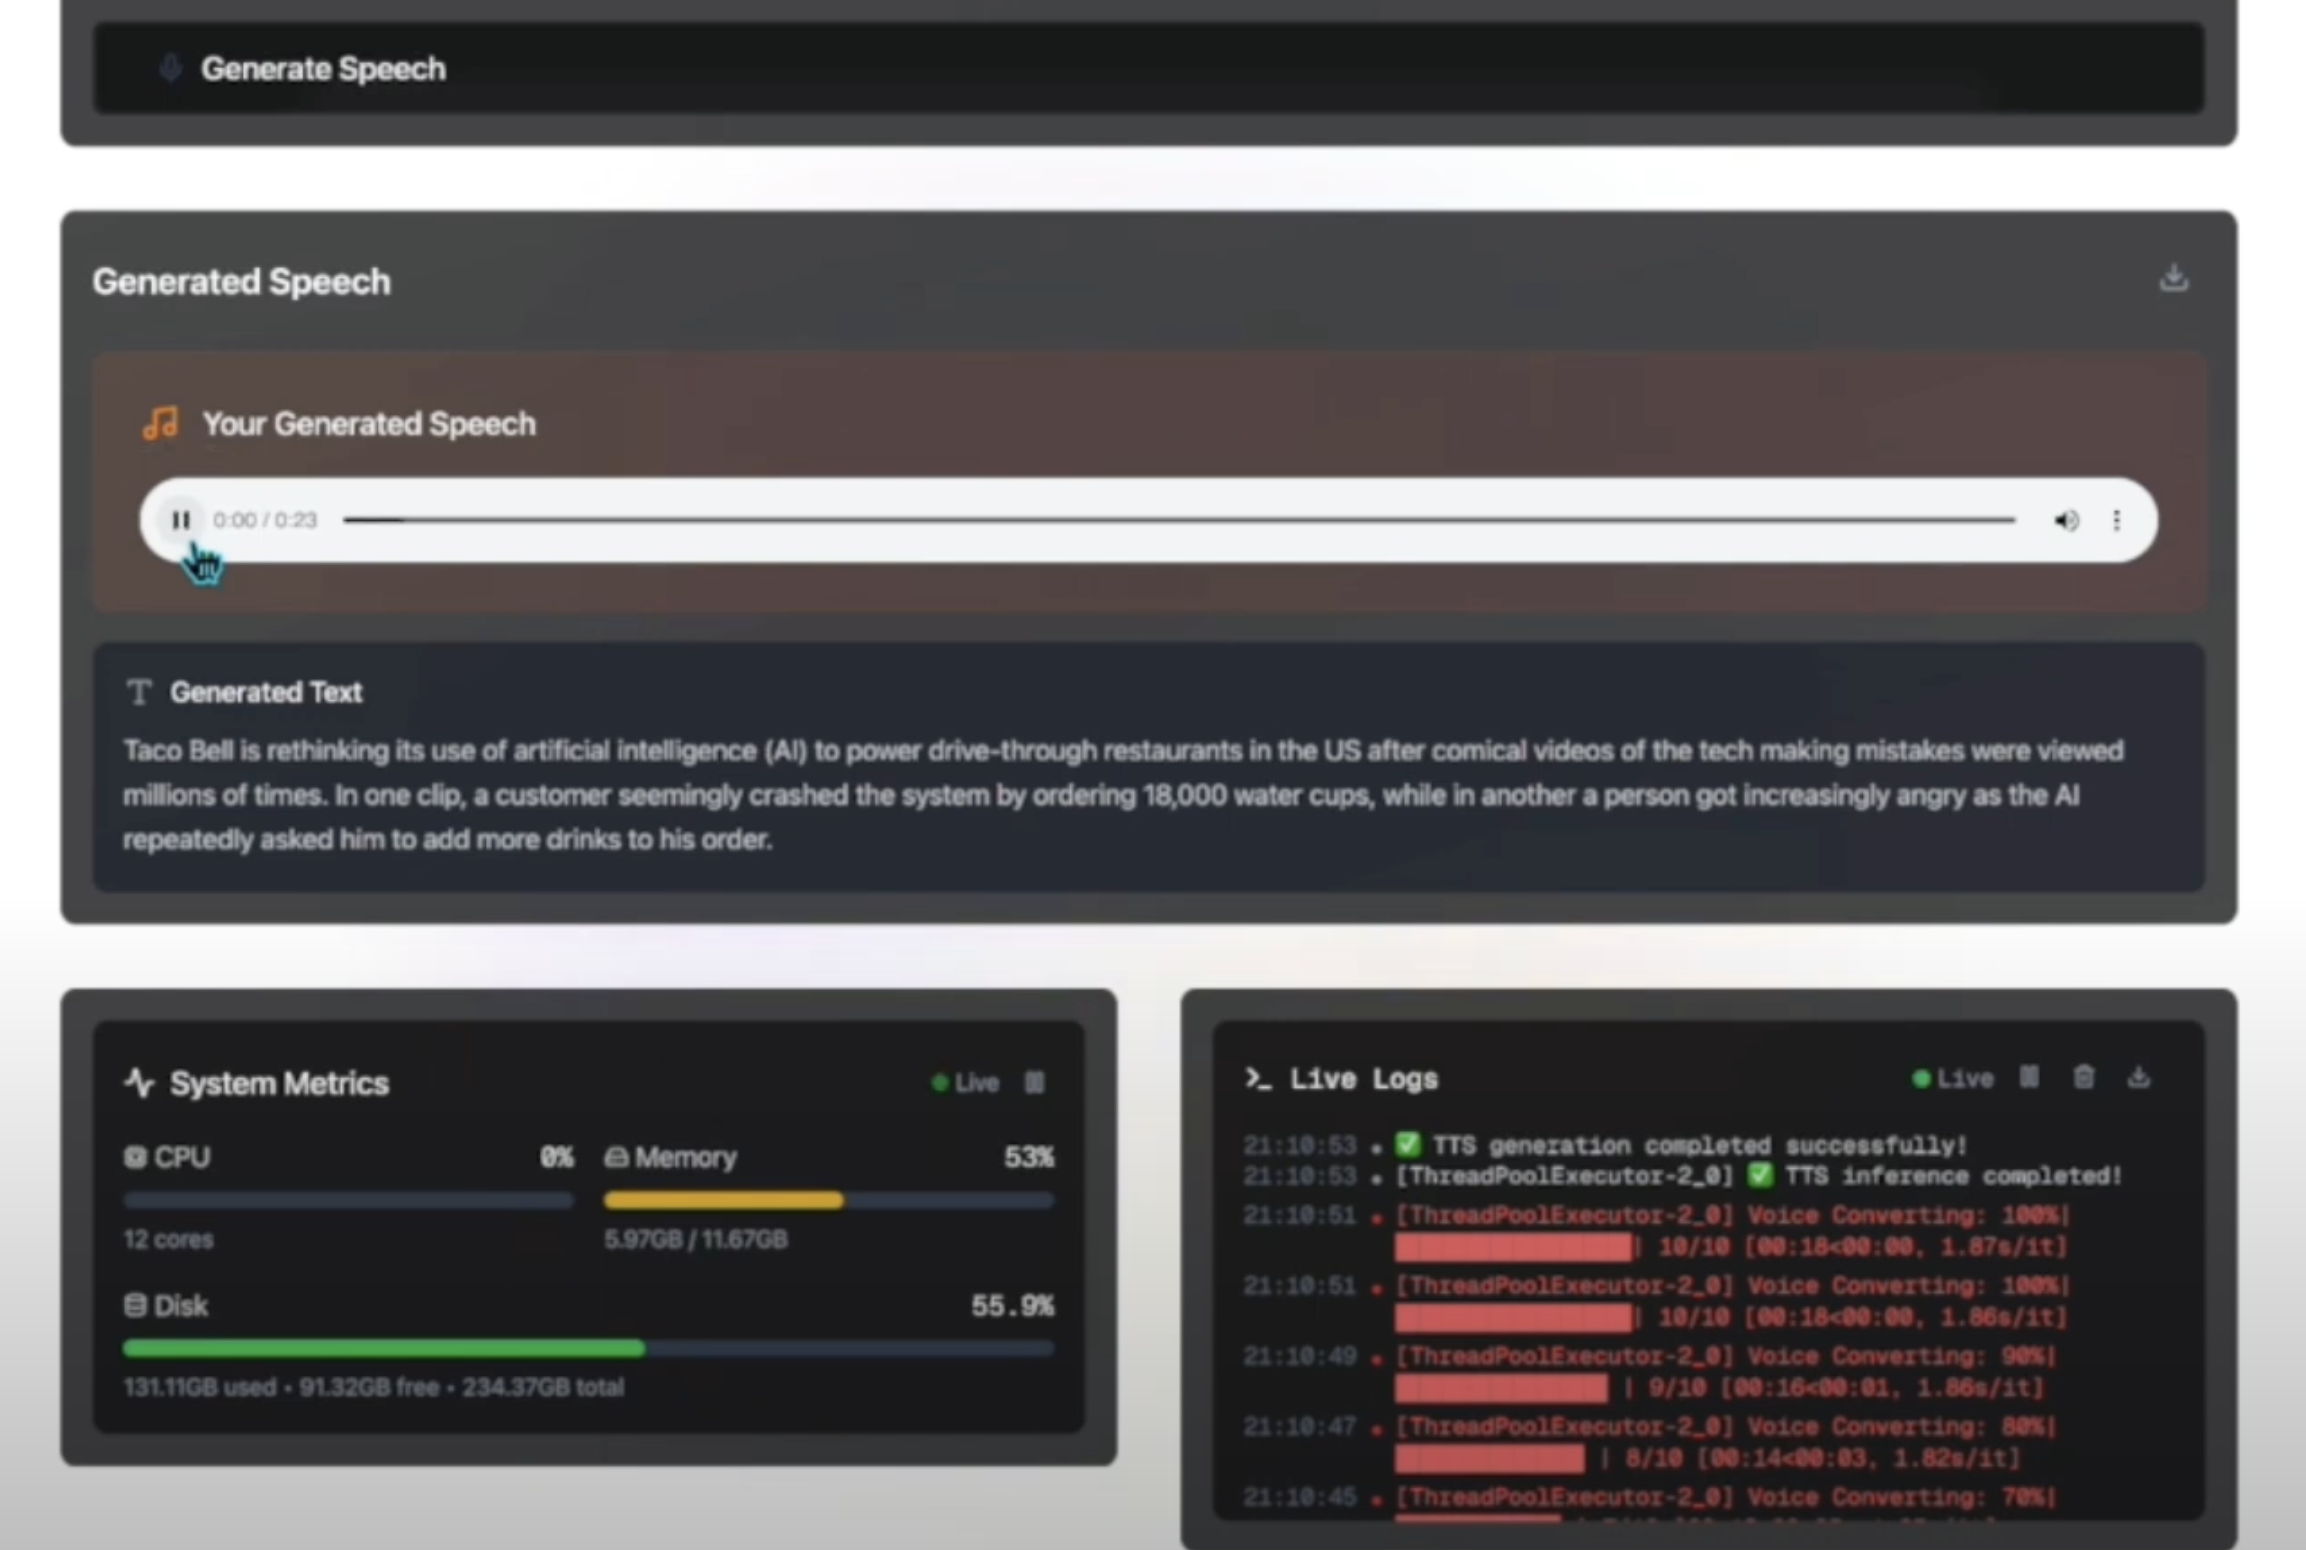 Generate Speech
Generated Speech
Your Generated Speech
0:00 / 0:23
Generated Text
Taco Bell is rethinking its use of artificial intelligence (AI) to power drive-through restaurants in the US after comical videos of the tech making mistakes were viewed
millions of times. In one clip, a customer seemingly crashed the system by ordering 18,000 water cups, while in another a person got increasingly angry as the AI
repeatedly asked him to add more drinks to his order.
System Metrics
Live
CPU 0%
Memory 53%
12 cores
5.97GB / 11.67GB
Disk 55.9%
131.11GB used • 91.32GB free • 234.37GB total
>_ Live Logs
Live
21:10:53 • ✅ TTS generation completed successfully!
21:10:53 • [ThreadPoolExecutor-2_0] ✅ TTS inference completed!
21:10:51 • [ThreadPoolExecutor-2_0] Voice Converting: 100%|
| 10/10 [00:18<00:00, 1.87s/it]
21:10:51 • [ThreadPoolExecutor-2_0] Voice Converting: 100%|
| 10/10 [00:18<00:00, 1.86s/it]
21:10:49 • [ThreadPoolExecutor-2_0] Voice Converting: 90%|
| 9/10 [00:16<00:01, 1.86s/it]
21:10:47 • [ThreadPoolExecutor-2_0] Voice Converting: 80%|
| 8/10 [00:14<00:03, 1.82s/it]
21:10:45 • [ThreadPoolExecutor-2_0] Voice Converting: 70%|